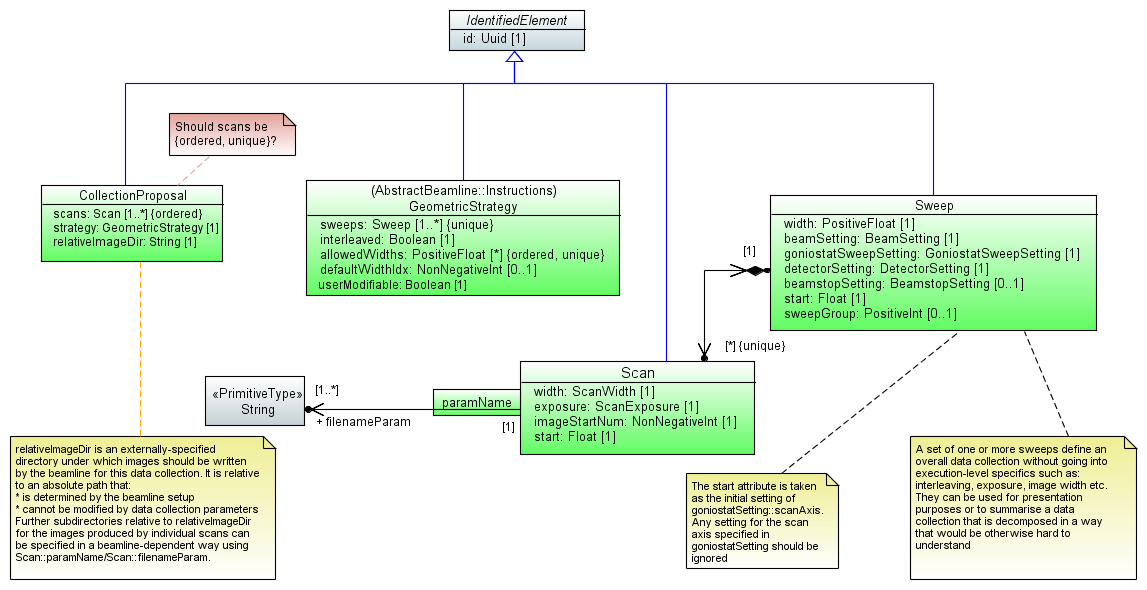 IdentifiedElement
id: Uuid [1]
Should scans be
{ordered, unique}?
CollectionProposal
scans: Scan [1..*] {ordered}
strategy: GeometricStrategy [1]
relativeImageDir: String [1]
(AbstractBeamline::Instructions)
GeometricStrategy
sweeps: Sweep [1..*] {unique}
interleaved: Boolean [1]
allowedWidths: PositiveFloat [*] {ordered, unique}
defaultWidthIdx: NonNegativeInt [0..1]
userModifiable: Boolean [1]
Sweep
width: PositiveFloat [1]
beamSetting: BeamSetting [1]
goniostatSweepSetting: GoniostatSweepSetting [1]
detectorSetting: DetectorSetting [1]
beamstopSetting: BeamstopSetting [0..1]
start: Float [1]
sweepGroup: PositiveInt [0..1]
[1]
[*] {unique}
Scan
width: ScanWidth [1]
exposure: ScanExposure [1]
imageStartNum: NonNegativeInt [1]
start: Float [1]
paramName
[1]
[1..*]
+ filenameParam
«PrimitiveType»
String
relativeImageDir is an externally-specified
directory under which images should be written
by the beamline for this data collection. It is relative
to an absolute path that:
* is determined by the beamline setup
* cannot be modified by data collection parameters
Further subdirectories relative to relativeImageDir
for the images produced by individual scans can
be specified in a beamline-dependent way using
Scan::paramName/Scan::filenameParam.
The start attribute is taken
as the initial setting of
goniostatSetting::scanAxis.
Any setting for the scan
axis specified in
goniostatSetting should be
ignored
A set of one or more sweeps define an
overall data collection without going into
execution-level specifics such as:
interleaving, exposure, image width etc.
They can be used for presentation
purposes or to summarise a data
collection that is decomposed in a way
that would be otherwise hard to
understand